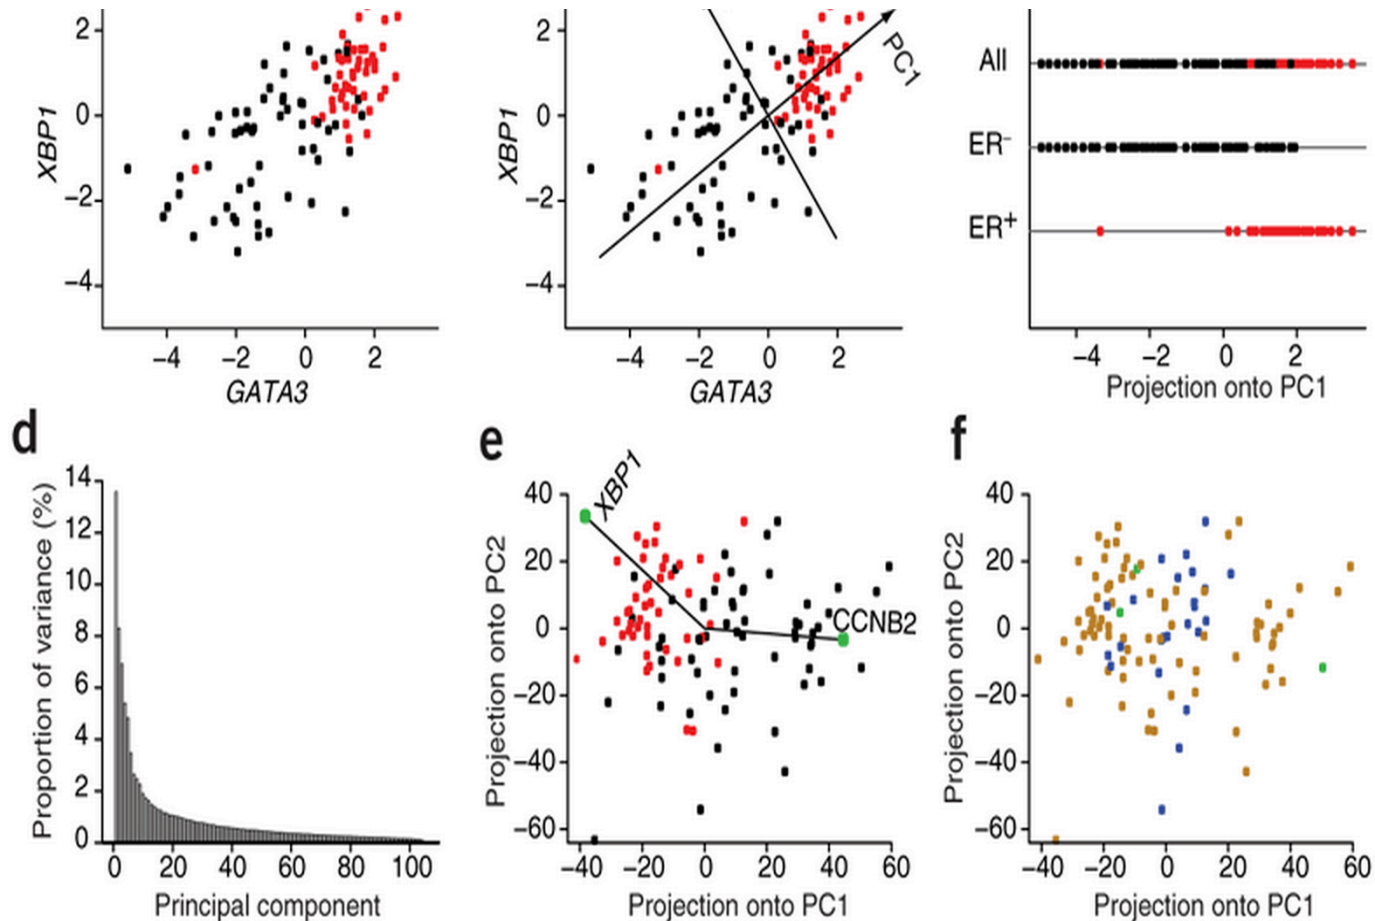 2
0
−2
−4
XBP1
−4
−2
0
2
GATA3
2
0
−2
−4
XBP1
PC1
−4
−2
0
2
GATA3
All
ER−
ER+
−4
−2
0
2
Projection onto PC1
d
14
12
10
8
6
4
2
0
Proportion of variance (%)
0
20
40
60
80
100
Principal component
e
40
20
0
−20
−40
−60
Projection onto PC2
XBP1
CCNB2
−40
−20
0
20
40
60
Projection onto PC1
f
40
20
0
−20
−40
−60
Projection onto PC2
−40
−20
0
20
40
60
Projection onto PC1